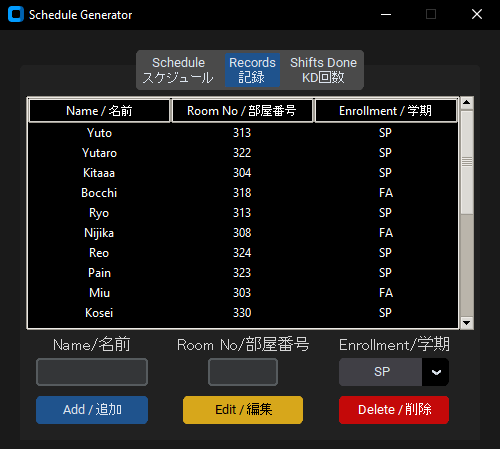 Schedule Generator
Schedule Records Shifts Done
スケジュール 記録 KD回数
Name / 名前 Room No / 部屋番号 Enrollment / 学期
Yuto 313 SP
Yutaro 322 SP
Kitaaa 304 SP
Bocchi 318 FA
Ryo 313 SP
Nijika 308 FA
Reo 324 SP
Pain 323 SP
Miu 303 FA
Kosei 330 SP
Name/名前 Room No/部屋番号 Enrollment/学期
SP
Add / 追加 Edit / 編集 Delete / 削除